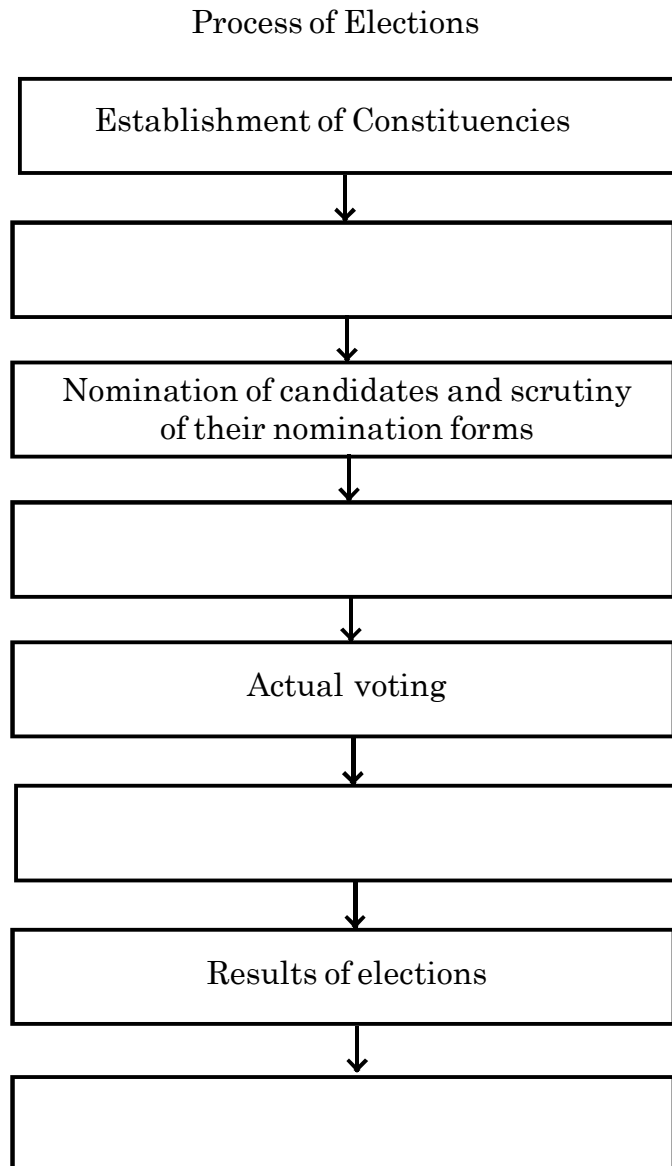 Process of Elections
Establishment of Constituencies
Nomination of candidates and scrutiny
of their nomination forms
Actual voting
Results of elections